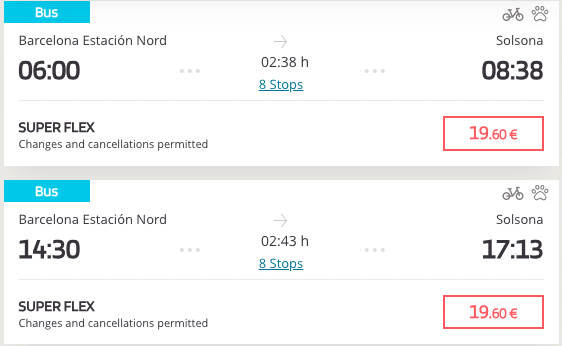 Bus
Barcelona Estación Nord
Solsona
06:00
02:38 h
08:38
8 Stops
SUPER FLEX
Changes and cancellations permitted
19.60 €
Bus
Barcelona Estación Nord
Solsona
14:30
02:43 h
17:13
8 Stops
SUPER FLEX
Changes and cancellations permitted
19.60 €